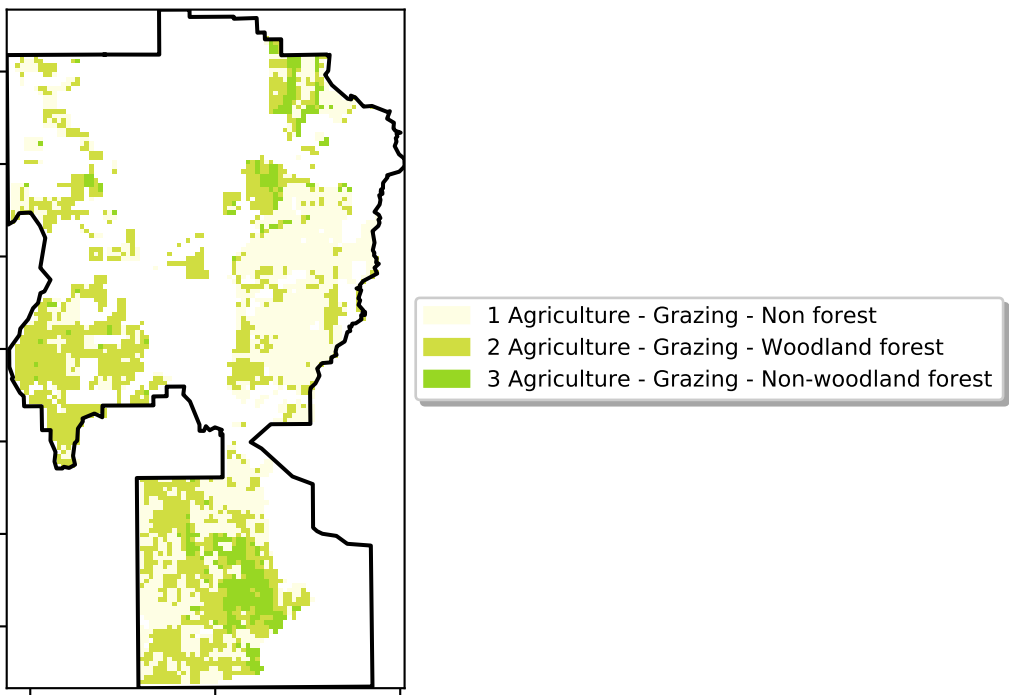 1 Agriculture - Grazing - Non forest
2 Agriculture - Grazing - Woodland forest
3 Agriculture - Grazing - Non-woodland forest